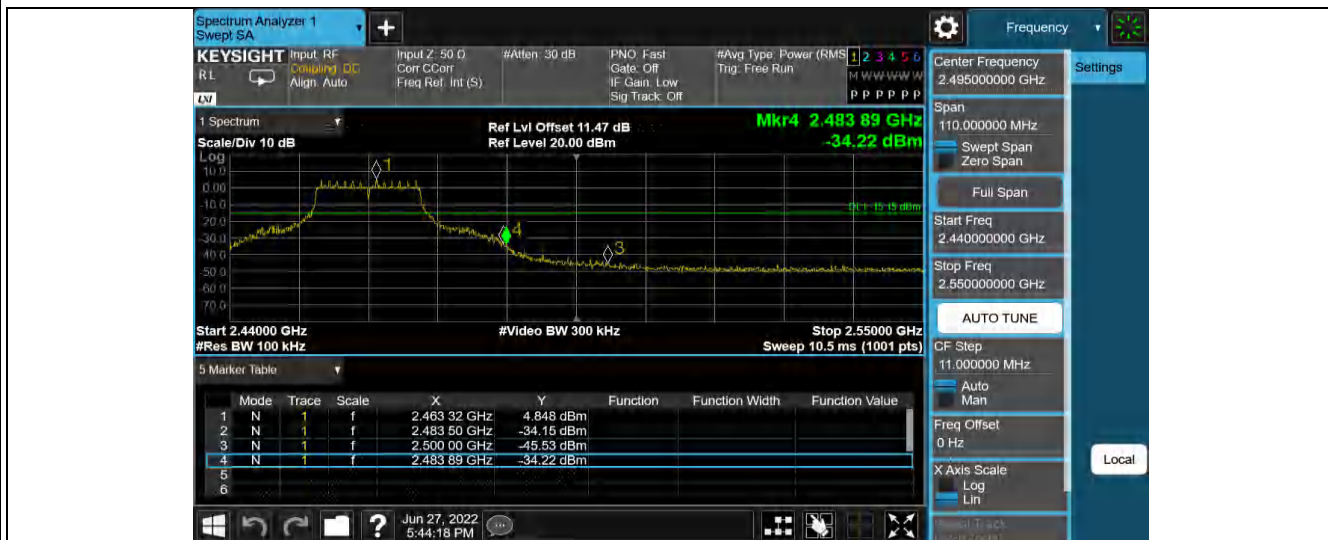 Spectrum Analyzer 1
Swept SA
+
Frequency
KEYSIGHT Input: RF Input Z: 50 Ω #Atten: 30 dB PNO: Fast #Avg Type: Power (RMS 1 2 3 4 5 6
RL Coupling: DC Corr CCorr Gate: Off Trig: Free Run M W W W W W
Align: Auto Freq Ref: Int (S) IF Gain: Low
LXI Sig Track: Off P P P P P P
1 Spectrum
Scale/Div 10 dB
Ref Lvl Offset 11.47 dB
Ref Level 20.00 dBm
Mkr4 2.483 89 GHz
-34.22 dBm
Log
10.0
0.00
-10.0
-20.0
-30.0
-40.0
-50.0
-60.0
-70.0
1
4
3
DL1 -15.15 dBm
Start 2.44000 GHz #Video BW 300 kHz Stop 2.55000 GHz
#Res BW 100 kHz Sweep 10.5 ms (1001 pts)
5 Marker Table
Mode Trace Scale X Y Function Function Width Function Value
1 N 1 f 2.463 32 GHz 4.848 dBm
2 N 1 f 2.483 50 GHz -34.15 dBm
3 N 1 f 2.500 00 GHz -45.53 dBm
4 N 1 f 2.483 89 GHz -34.22 dBm
5
6
?
Jun 27, 2022
5:44:18 PM
Center Frequency
2.495000000 GHz
Settings
Span
110.000000 MHz
Swept Span
Zero Span
Full Span
Start Freq
2.440000000 GHz
Stop Freq
2.550000000 GHz
AUTO TUNE
CF Step
11.000000 MHz
Auto
Man
Freq Offset
0 Hz
X Axis Scale
Log
Lin
Local